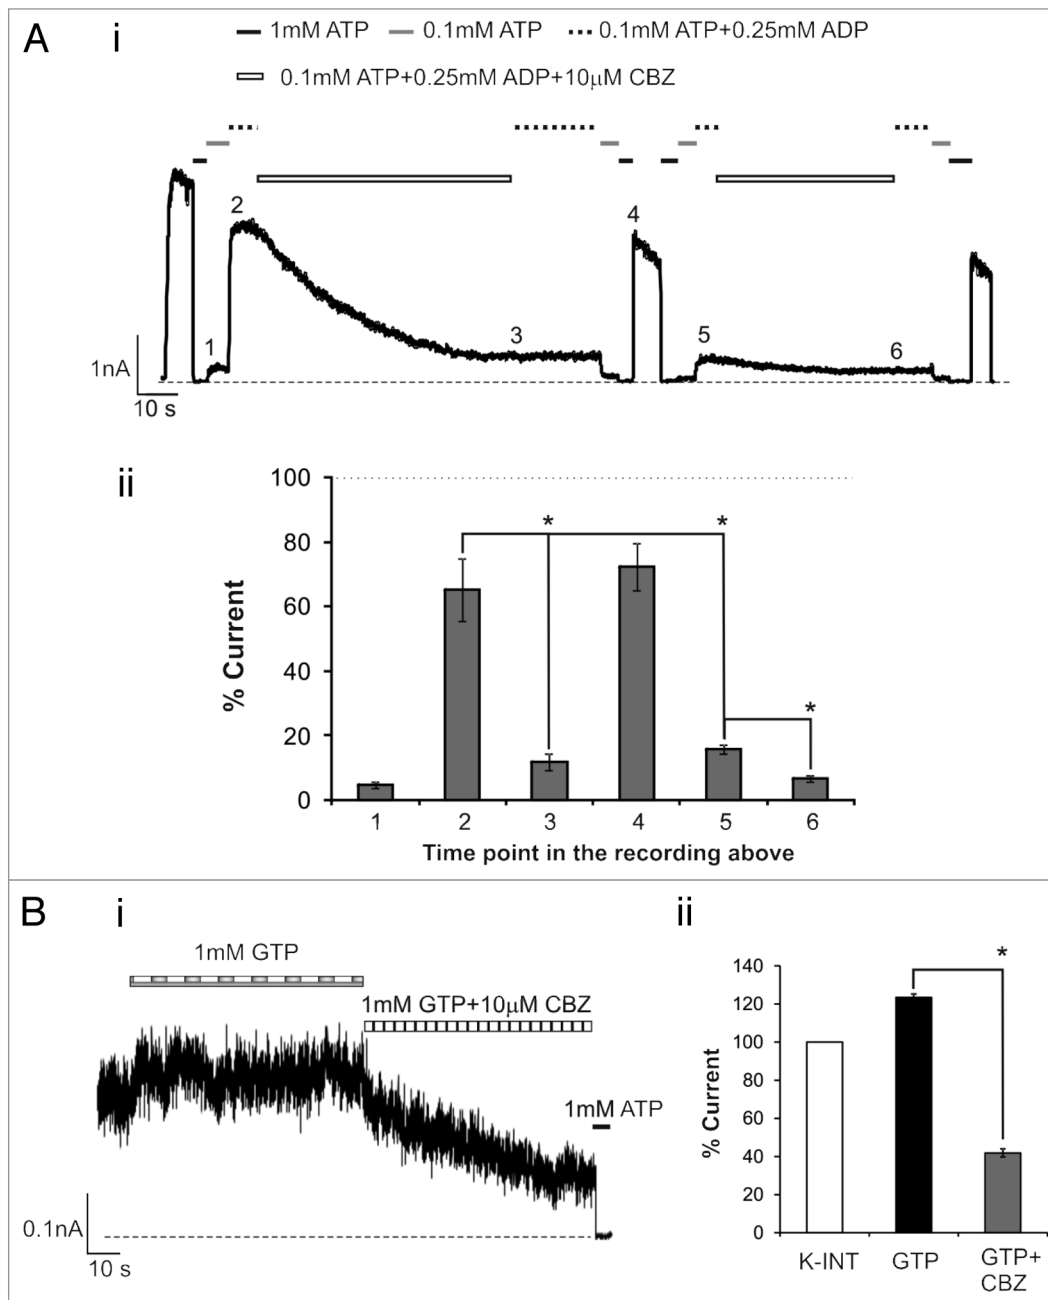 A
i
1mM ATP 0.1mM ATP 0.1mM ATP+0.25mM ADP
0.1mM ATP+0.25mM ADP+10µM CBZ
2
4
1
3
5
6
1nA
10 s
ii
100
80
60
40
20
0
% Current
* *
*
1 2 3 4 5 6
Time point in the recording above
B
i
1mM GTP
1mM GTP+10µM CBZ
1mM ATP
0.1nA
10 s
ii
140
120
100
80
60
40
20
0
% Current
*
K-INT GTP GTP+
CBZ